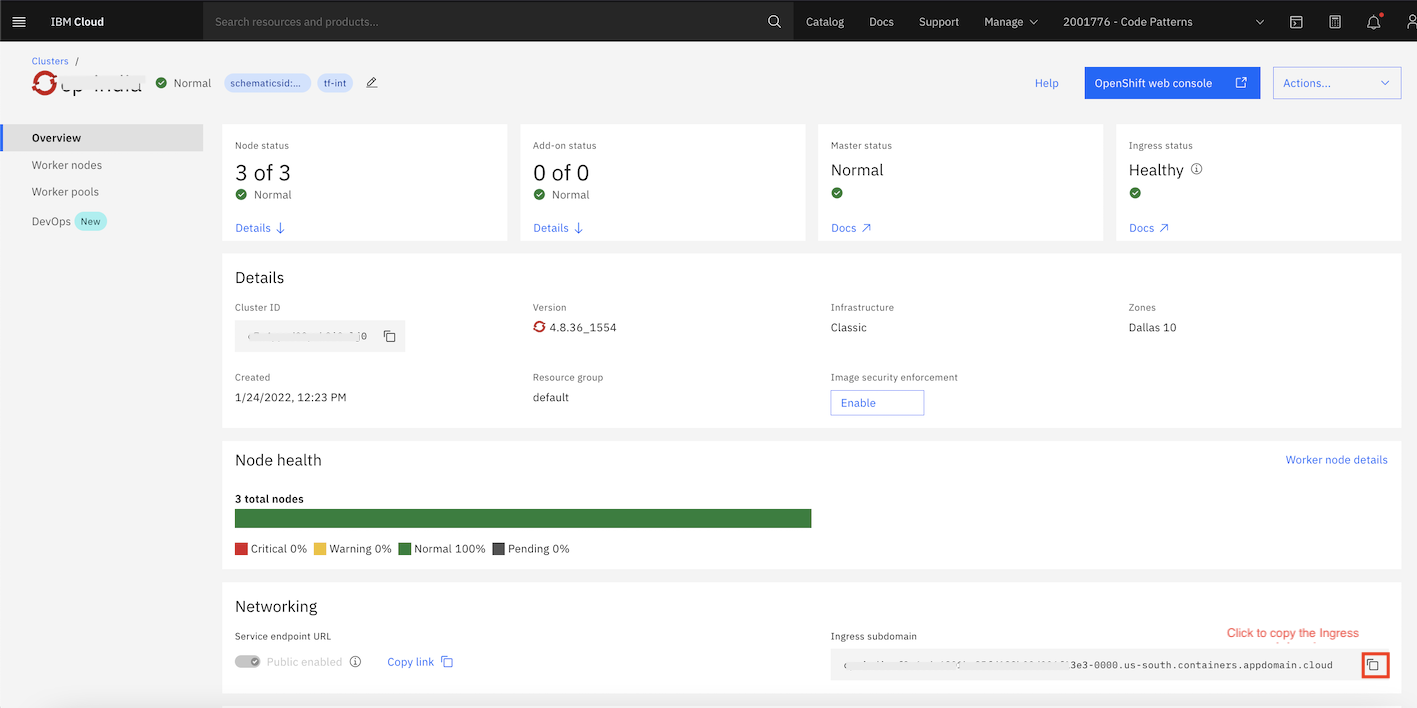 IBM Cloud
Search resources and products...
Catalog
Docs
Support
Manage
2001776 - Code Patterns
Clusters /
Normal
schematicsid:...
tf-int
Help
OpenShift web console
Actions...
Overview
Worker nodes
Worker pools
DevOps New
Node status
3 of 3
Normal
Details
Add-on status
0 of 0
Normal
Details
Master status
Normal
Docs
Ingress status
Healthy
Docs
Details
Cluster ID
Version
4.8.36_1554
Infrastructure
Classic
Zones
Dallas 10
Created
1/24/2022, 12:23 PM
Resource group
default
Image security enforcement
Enable
Node health
Worker node details
3 total nodes
Critical 0% Warning 0% Normal 100% Pending 0%
Networking
Service endpoint URL
Public enabled
Copy link
Ingress subdomain
Click to copy the Ingress
3e3-0000.us-south.containers.appdomain.cloud